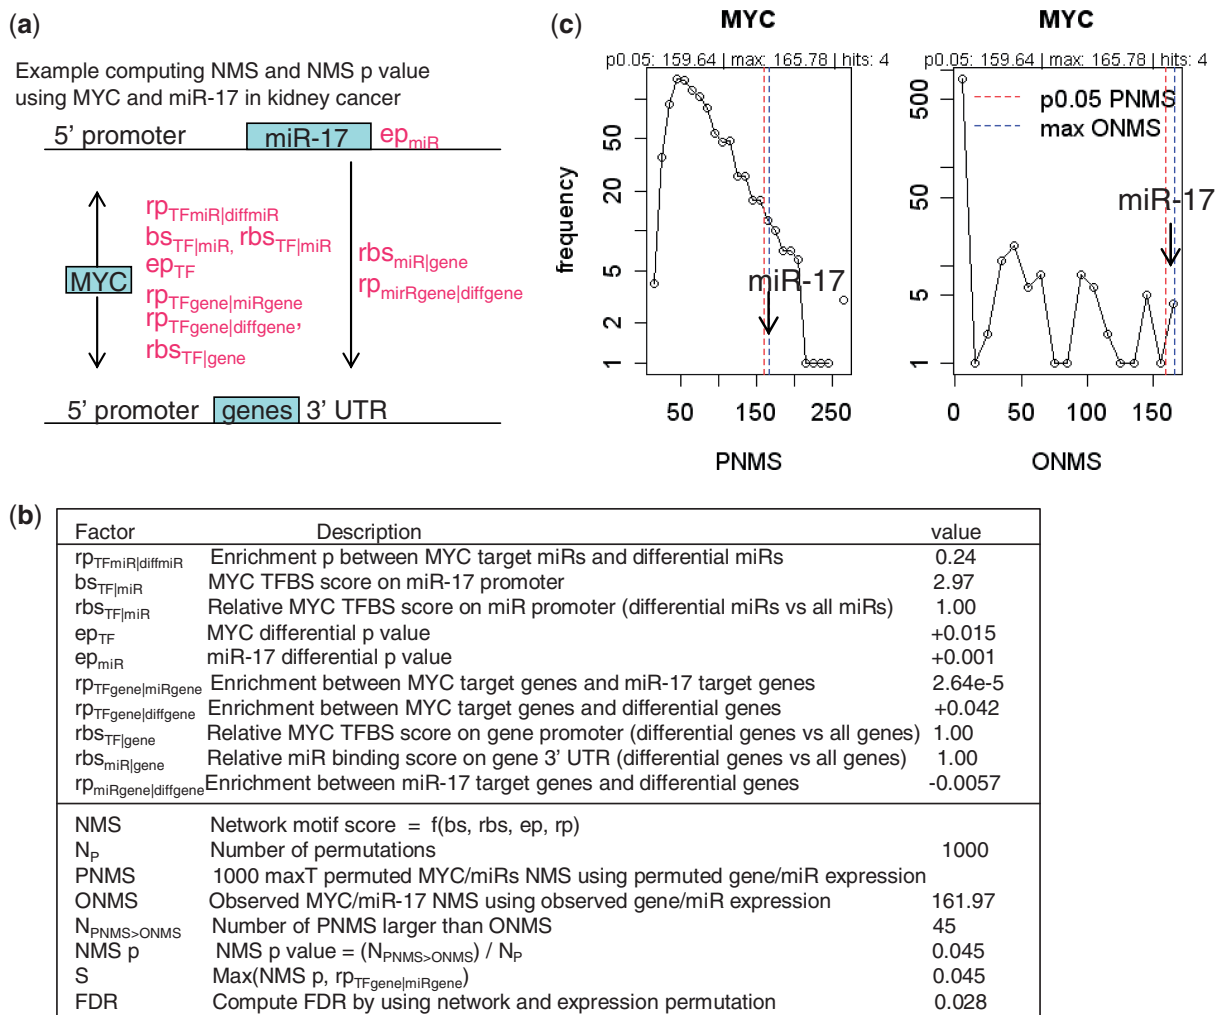 (a)
Example computing NMS and NMS p value
using MYC and miR-17 in kidney cancer
5' promoter miR-17 epmiR
rpTFmiR|diffmiR
bsTF|miR, rbsTF|miR
epTF
MYC
rpTFgene|miRgene
rpTFgene|diffgene,
rbsTF|gene
rbsmiR|gene
rpmirRgene|diffgene
5' promoter genes 3' UTR
(c)
MYC
p0.05: 159.64 | max: 165.78 | hits: 4
frequency
50
20
5
2
1
miR-17
50 150 250
PNMS
MYC
p0.05: 159.64 | max: 165.78 | hits: 4
500
50
5
1
p0.05 PNMS
max ONMS
miR-17
0 50 100 150
ONMS
(b)
Factor Description value
rpTFmiR|diffmiR Enrichment p between MYC target miRs and differential miRs 0.24
bsTF|miR MYC TFBS score on miR-17 promoter 2.97
rbsTF|miR Relative MYC TFBS score on miR promoter (differential miRs vs all miRs) 1.00
epTF MYC differential p value +0.015
epmiR miR-17 differential p value +0.001
rpTFgene|miRgene Enrichment between MYC target genes and miR-17 target genes 2.64e-5
rpTFgene|diffgene Enrichment between MYC target genes and differential genes +0.042
rbsTF|gene Relative MYC TFBS score on gene promoter (differential genes vs all genes) 1.00
rbsmiR|gene Relative miR binding score on gene 3' UTR (differential genes vs all genes) 1.00
rpmiRgene|diffgene Enrichment between miR-17 target genes and differential genes -0.0057
NMS Network motif score = f(bs, rbs, ep, rp)
NP Number of permutations 1000
PNMS 1000 maxT permuted MYC/miRs NMS using permuted gene/miR expression
ONMS Observed MYC/miR-17 NMS using observed gene/miR expression 161.97
NPNMS>ONMS Number of PNMS larger than ONMS 45
NMS p NMS p value = (NPNMS>ONMS) / NP 0.045
S Max(NMS p, rpTFgene|miRgene) 0.045
FDR Compute FDR by using network and expression permutation 0.028